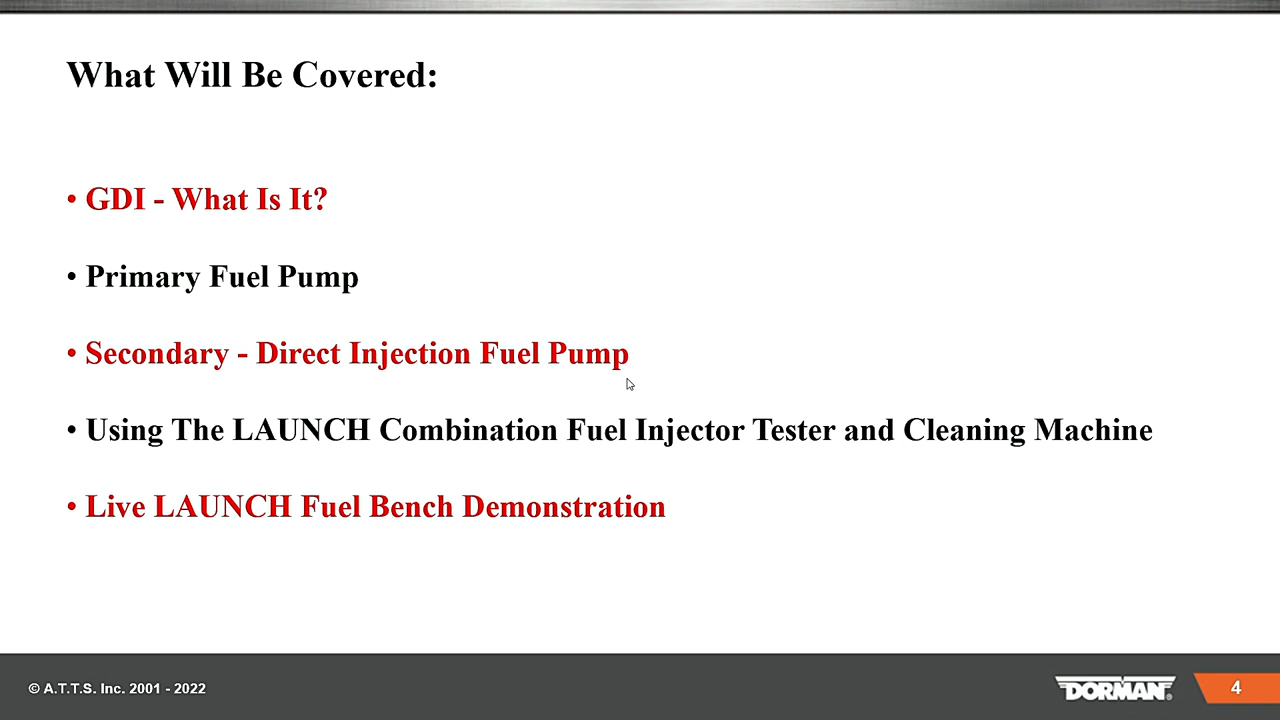 What Will Be Covered:
• GDI - What Is It?
• Primary Fuel Pump
• Secondary - Direct Injection Fuel Pump
• Using The LAUNCH Combination Fuel Injector Tester and Cleaning Machine
• Live LAUNCH Fuel Bench Demonstration
© A.T.T.S. Inc. 2001 - 2022
DORMAN®
4